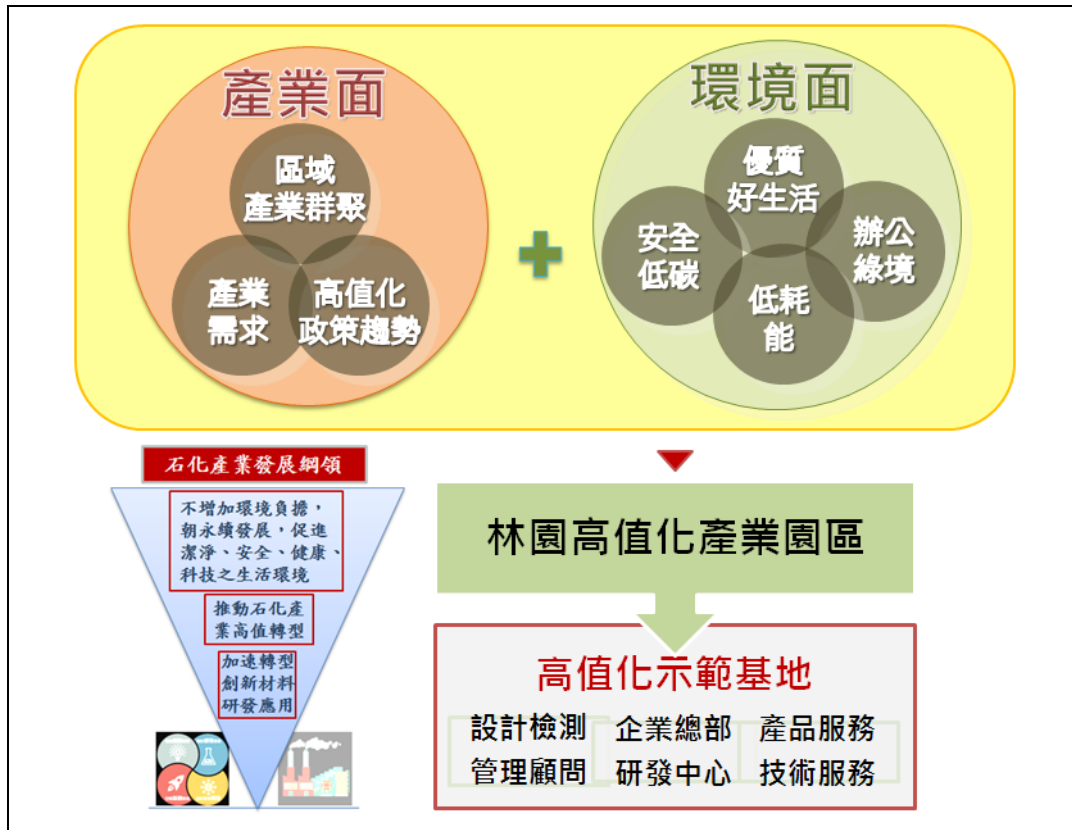 產業面
區域
產業群聚
產業
需求
高值化
政策趨勢
環境面
優質
好生活
安全
低碳
辦公
綠境
低耗
能
石化產業發展綱領
不增加環境負擔，
朝永續發展，促進
潔淨、安全、健康、
科技之生活環境
推動石化產
業高值轉型
加速轉型
創新材料
研發應用
林園高值化產業園區
高值化示範基地
設計檢測 企業總部 產品服務
管理顧問 研發中心 技術服務